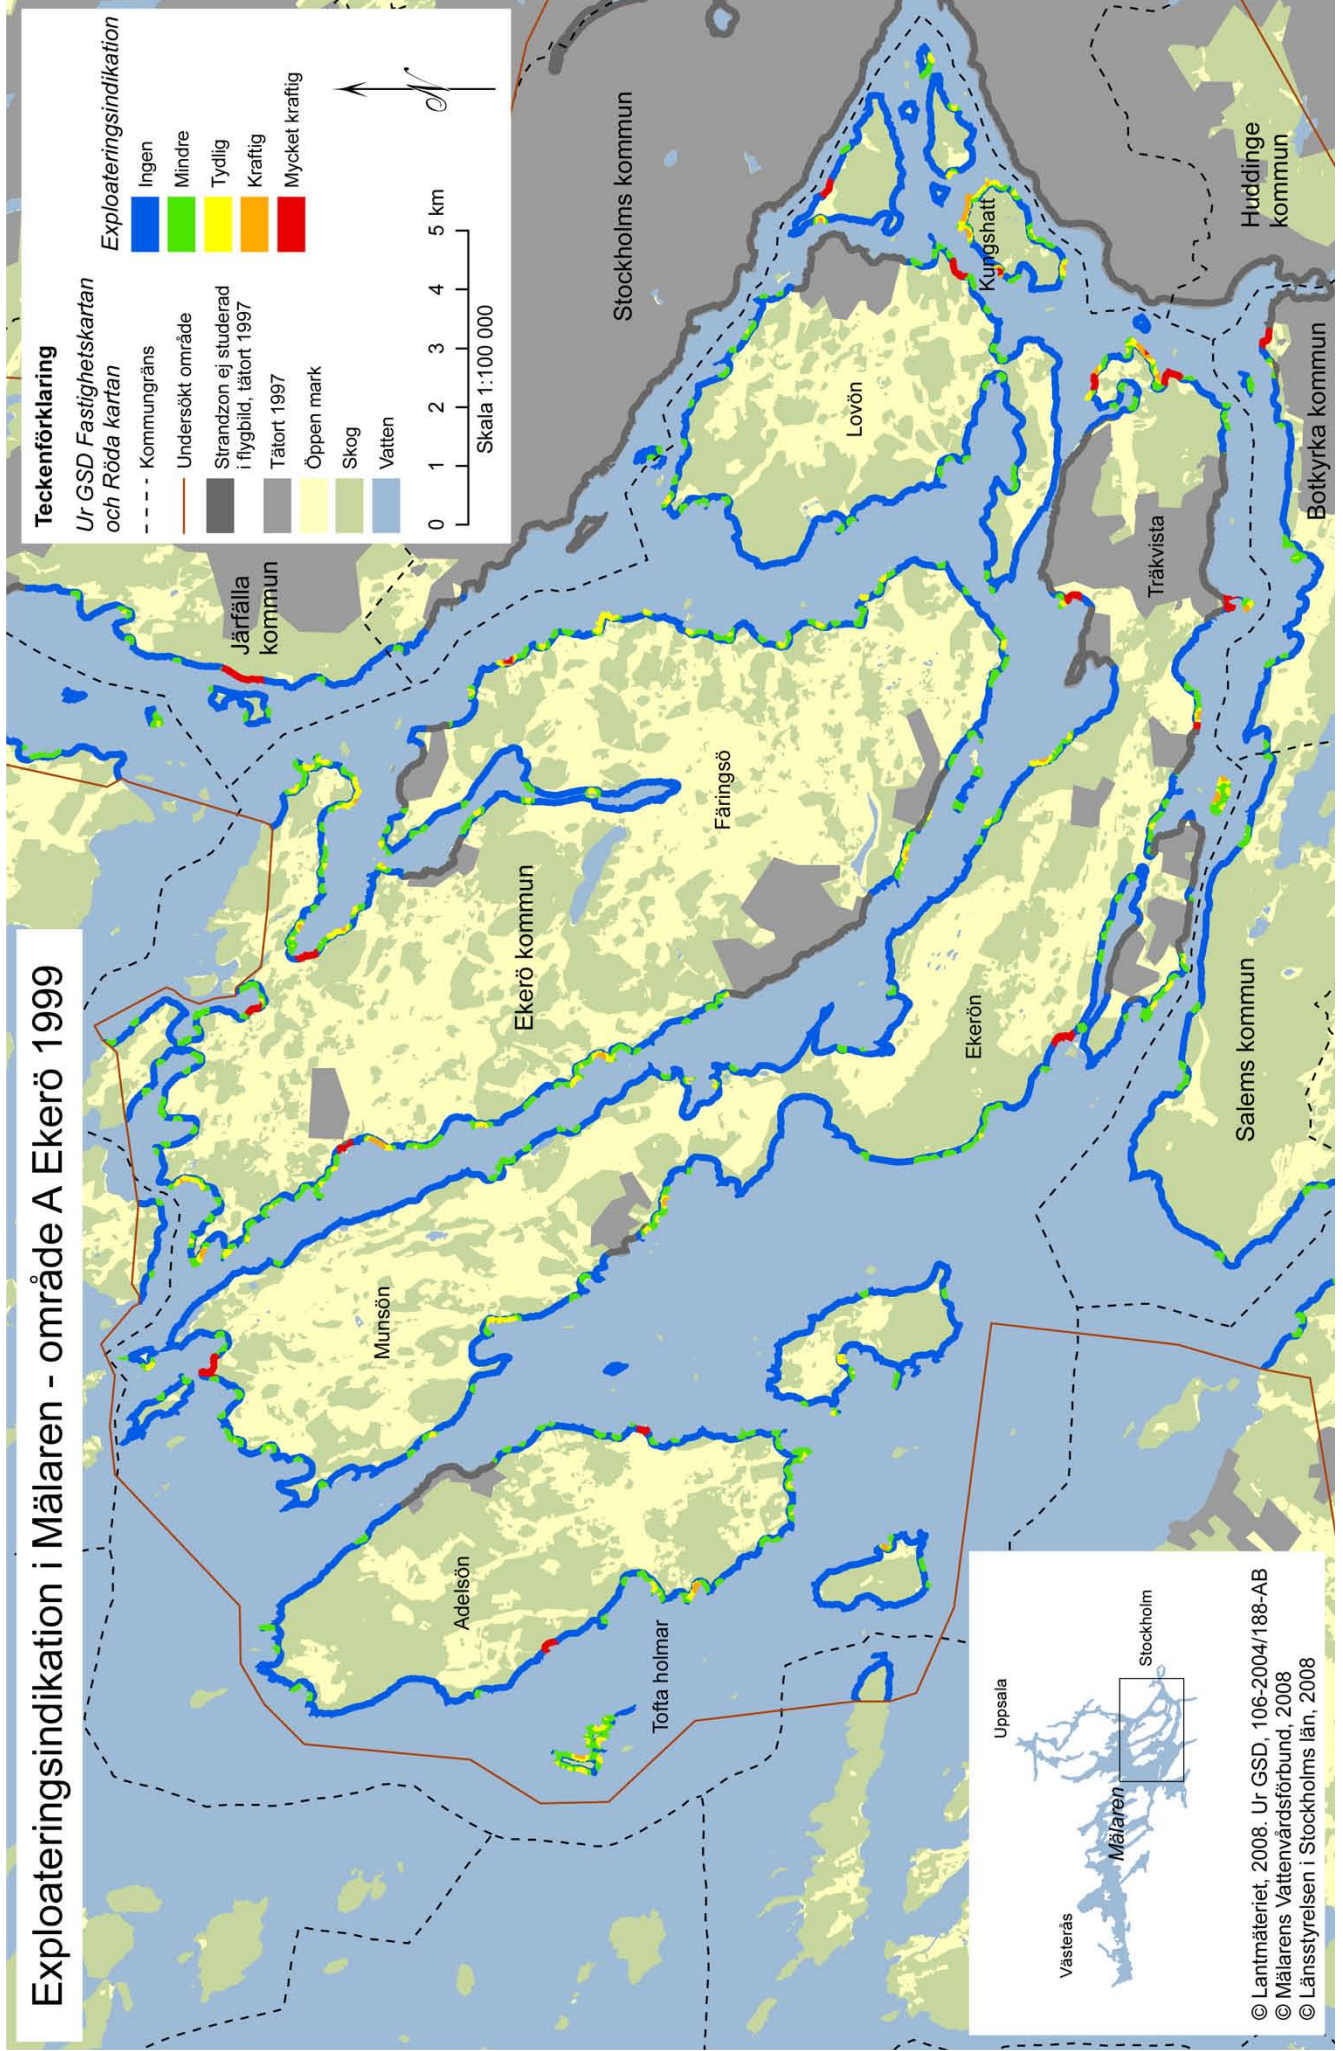 Exploateringsindikation i Mälaren - område A Ekerö 1999
Teckenförklaring
Ur GSD Fastighetskartan
och Röda kartan
Kommungräns
Undersökt område
Strandzon ej studerad
i flygbild, tätort 1997
Tätort 1997
Öppen mark
Skog
Vatten
Exploateringsindikation
Ingen
Mindre
Tydlig
Kraftig
Mycket kraftig
N
0 1 2 3 4 5 km
Skala 1:100 000
Järfälla
kommun
Stockholms kommun
Munsön
Ekerö kommun
Färingsö
Lovön
Kungshatt
Adelsön
Tofta holmar
Ekerön
Träkvista
Huddinge
kommun
Salems kommun
Botkyrka kommun
Uppsala
Västerås
Mälaren
Stockholm
© Lantmäteriet, 2008. Ur GSD, 106-2004/188-AB
© Mälarens Vattenvårdsförbund, 2008
© Länsstyrelsen i Stockholms län, 2008